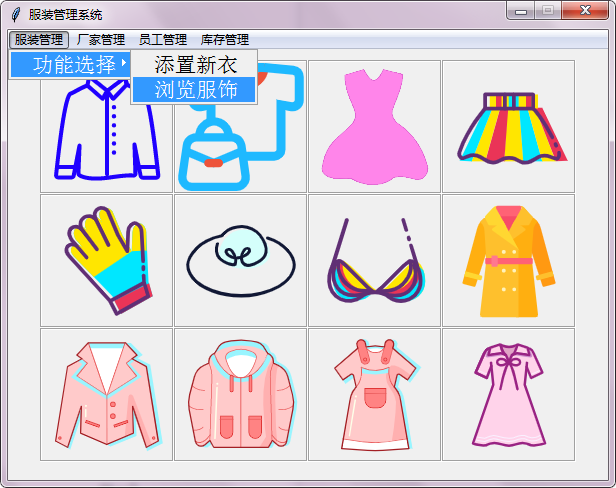 服装管理系统
服装管理 厂家管理 员工管理 库存管理
功能选择
添置新衣
浏览服饰